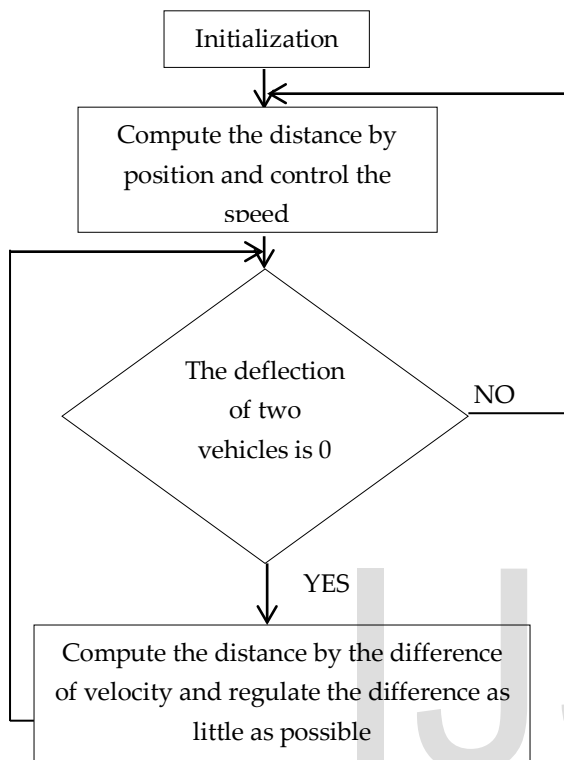 Initialization
Compute the distance by
position and control the
speed
The deflection
of two
vehicles is 0
NO
YES
Compute the distance by the difference
of velocity and regulate the difference as
little as possible
IJ